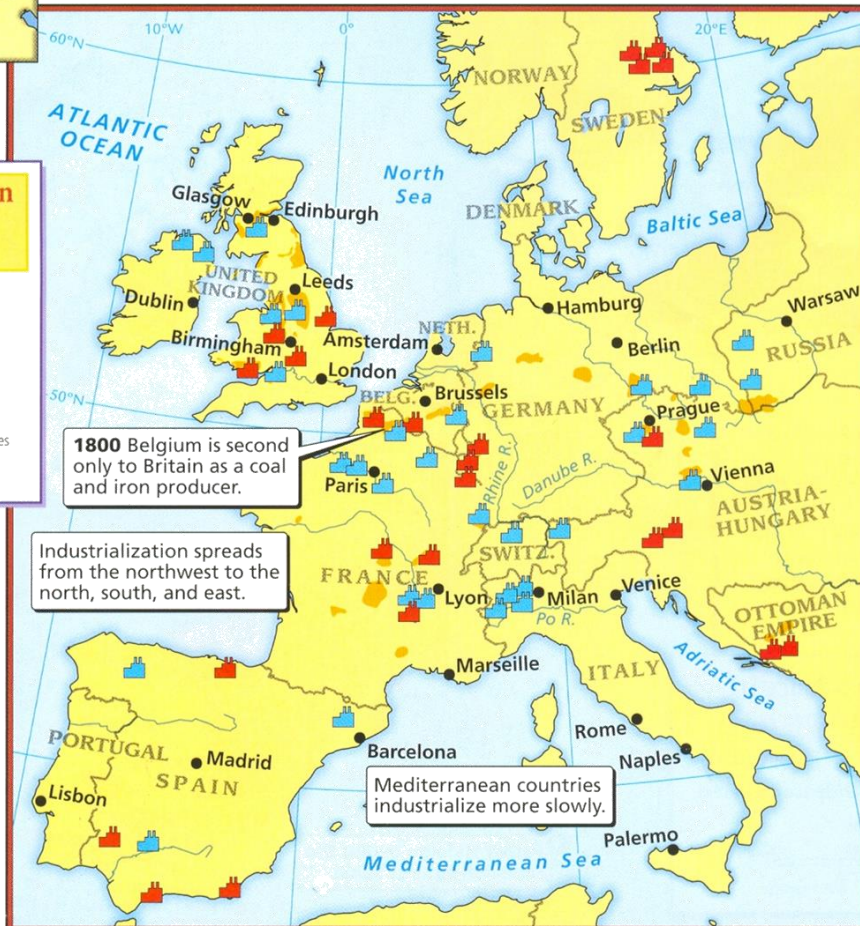 60°N
10°W
0°
20°E
NORWAY
SWEDEN
ATLANTIC
OCEAN
North
Sea
n
Glasgow
Edinburgh
DENMARK
Baltic Sea
UNITED
KINGDOM
Leeds
Dublin
Hamburg
Warsaw
NETH.
Amsterdam
Birmingham
Berlin
RUSSIA
London
50°N
BELG.
Brussels
GERMANY
Prague
es
1800 Belgium is second
only to Britain as a coal
and iron producer.
Paris
Rhine R.
Danube R.
Vienna
AUSTRIA-
HUNGARY
Industrialization spreads
from the northwest to the
north, south, and east.
SWITZ.
FRANCE
Lyon
Milan
Venice
Po R.
OTTOMAN
EMPIRE
Marseille
ITALY
Adriatic Sea
PORTUGAL
Madrid
SPAIN
Barcelona
Rome
Naples
Lisbon
Mediterranean countries
industrialize more slowly.
Palermo
Mediterranean Sea